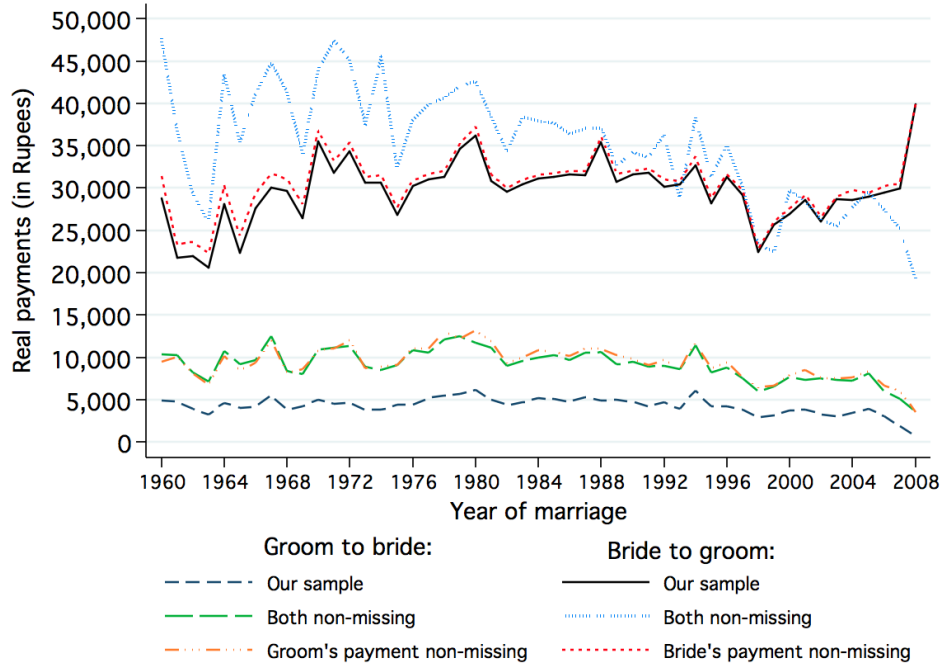 50,000
45,000
40,000
35,000
30,000
25,000
20,000
15,000
10,000
5,000
0
Real payments (in Rupees)
1960 1964 1968 1972 1976 1980 1984 1988 1992 1996 2000 2004 2008
Year of marriage
Groom to bride: Bride to groom:
Our sample Our sample
Both non-missing Both non-missing
Groom's payment non-missing Bride's payment non-missing